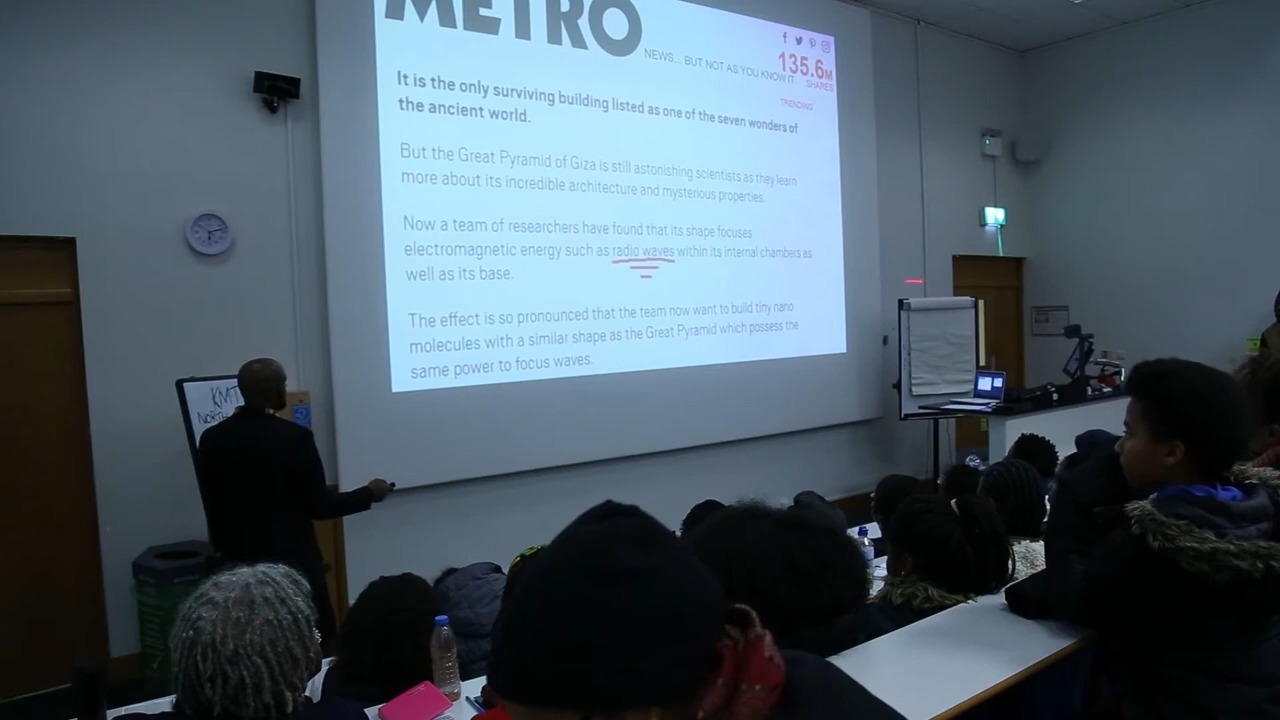 METRO
NEWS... BUT NOT AS YOU KNOW IT
135.6M
SHARES
TRENDING
It is the only surviving building listed as one of the seven wonders of
the ancient world.
But the Great Pyramid of Giza is still astonishing scientists as they learn
more about its incredible architecture and mysterious properties.
Now a team of researchers have found that its shape focuses
electromagnetic energy such as radio waves within its internal chambers as
well as its base.
The effect is so pronounced that the team now want to build tiny nano
molecules with a similar shape as the Great Pyramid which possess the
same power to focus waves.
KMT
NORTH